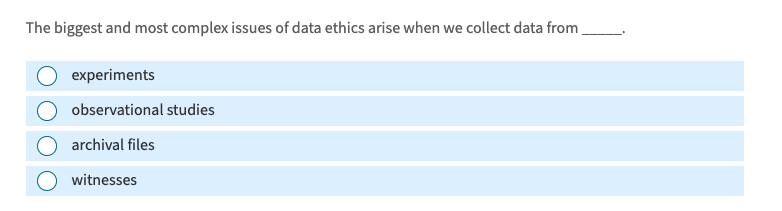 The biggest and most complex issues of data ethics arise when we collect data from _____.
experiments
observational studies
archival files
witnesses